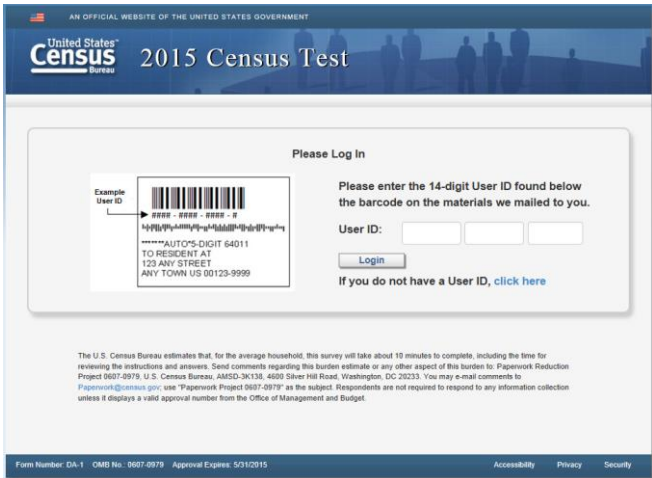 AN OFFICIAL WEBSITE OF THE UNITED STATES GOVERNMENT
United States™
Census
Bureau
2015 Census Test
Please Log In
Example
User ID
#### - #### - #### - #
*******AUTO*5-DIGIT 64011
TO RESIDENT AT
123 ANY STREET
ANY TOWN US 00123-9999
Please enter the 14-digit User ID found below
the barcode on the materials we mailed to you.
User ID:
Login
If you do not have a User ID, click here
The U.S. Census Bureau estimates that, for the average household, this survey will take about 10 minutes to complete, including the time for
reviewing the instructions and answers. Send comments regarding this burden estimate or any other aspect of this burden to: Paperwork Reduction
Project 0607-0979, U.S. Census Bureau, AMSD-3K138, 4600 Silver Hill Road, Washington, DC 20233. You may e-mail comments to
Paperwork@census.gov; use "Paperwork Project 0607-0979" as the subject. Respondents are not required to respond to any information collection
unless it displays a valid approval number from the Office of Management and Budget.
Form Number: DA-1 OMB No.: 0607-0979 Approval Expires: 5/31/2015
Accessibility Privacy Security